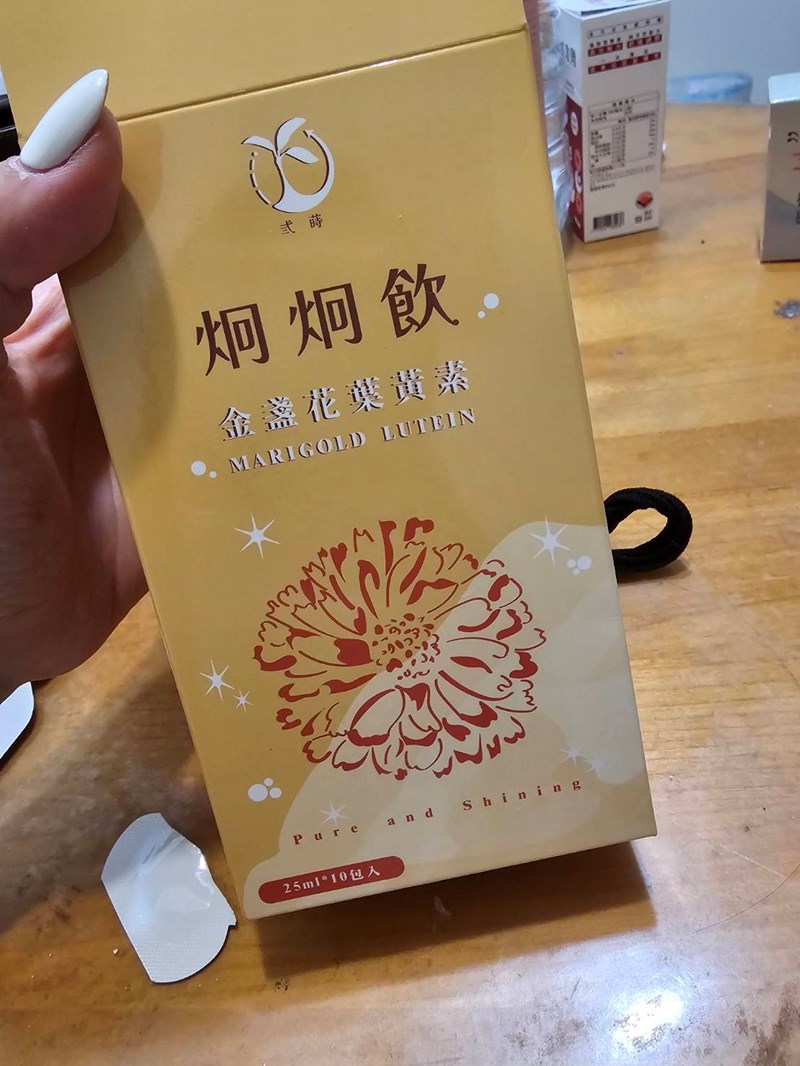 弍蒔
炯炯飲
金盞花葉黃素
MARIGOLD LUTEIN
Pure and Shining
25ml*10包入